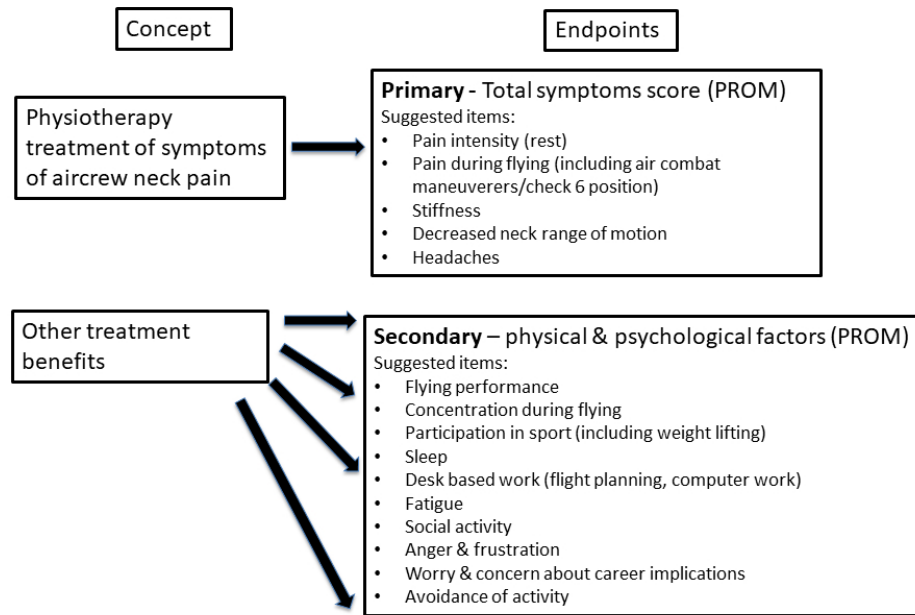 Concept
Endpoints
Physiotherapy
treatment of symptoms
of aircrew neck pain
Primary - Total symptoms score (PROM)
Suggested items:
• Pain intensity (rest)
• Pain during flying (including air combat
maneuverers/check 6 position)
• Stiffness
• Decreased neck range of motion
• Headaches
Other treatment
benefits
Secondary – physical & psychological factors (PROM)
Suggested items:
• Flying performance
• Concentration during flying
• Participation in sport (including weight lifting)
• Sleep
• Desk based work (flight planning, computer work)
• Fatigue
• Social activity
• Anger & frustration
• Worry & concern about career implications
• Avoidance of activity